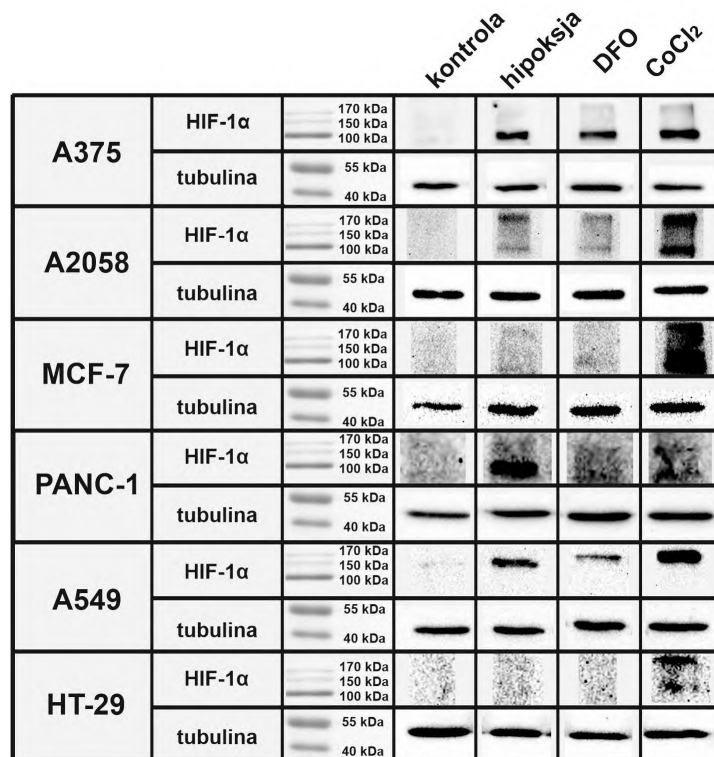 kontrola hipoksja DFO CoCl₂
A375
HIF-1α
170 kDa
150 kDa
100 kDa
tubulina
55 kDa
40 kDa
A2058
HIF-1α
170 kDa
150 kDa
100 kDa
tubulina
55 kDa
40 kDa
MCF-7
HIF-1α
170 kDa
150 kDa
100 kDa
tubulina
55 kDa
40 kDa
PANC-1
HIF-1α
170 kDa
150 kDa
100 kDa
tubulina
55 kDa
40 kDa
A549
HIF-1α
170 kDa
150 kDa
100 kDa
tubulina
55 kDa
40 kDa
HT-29
HIF-1α
170 kDa
150 kDa
100 kDa
tubulina
55 kDa
40 kDa